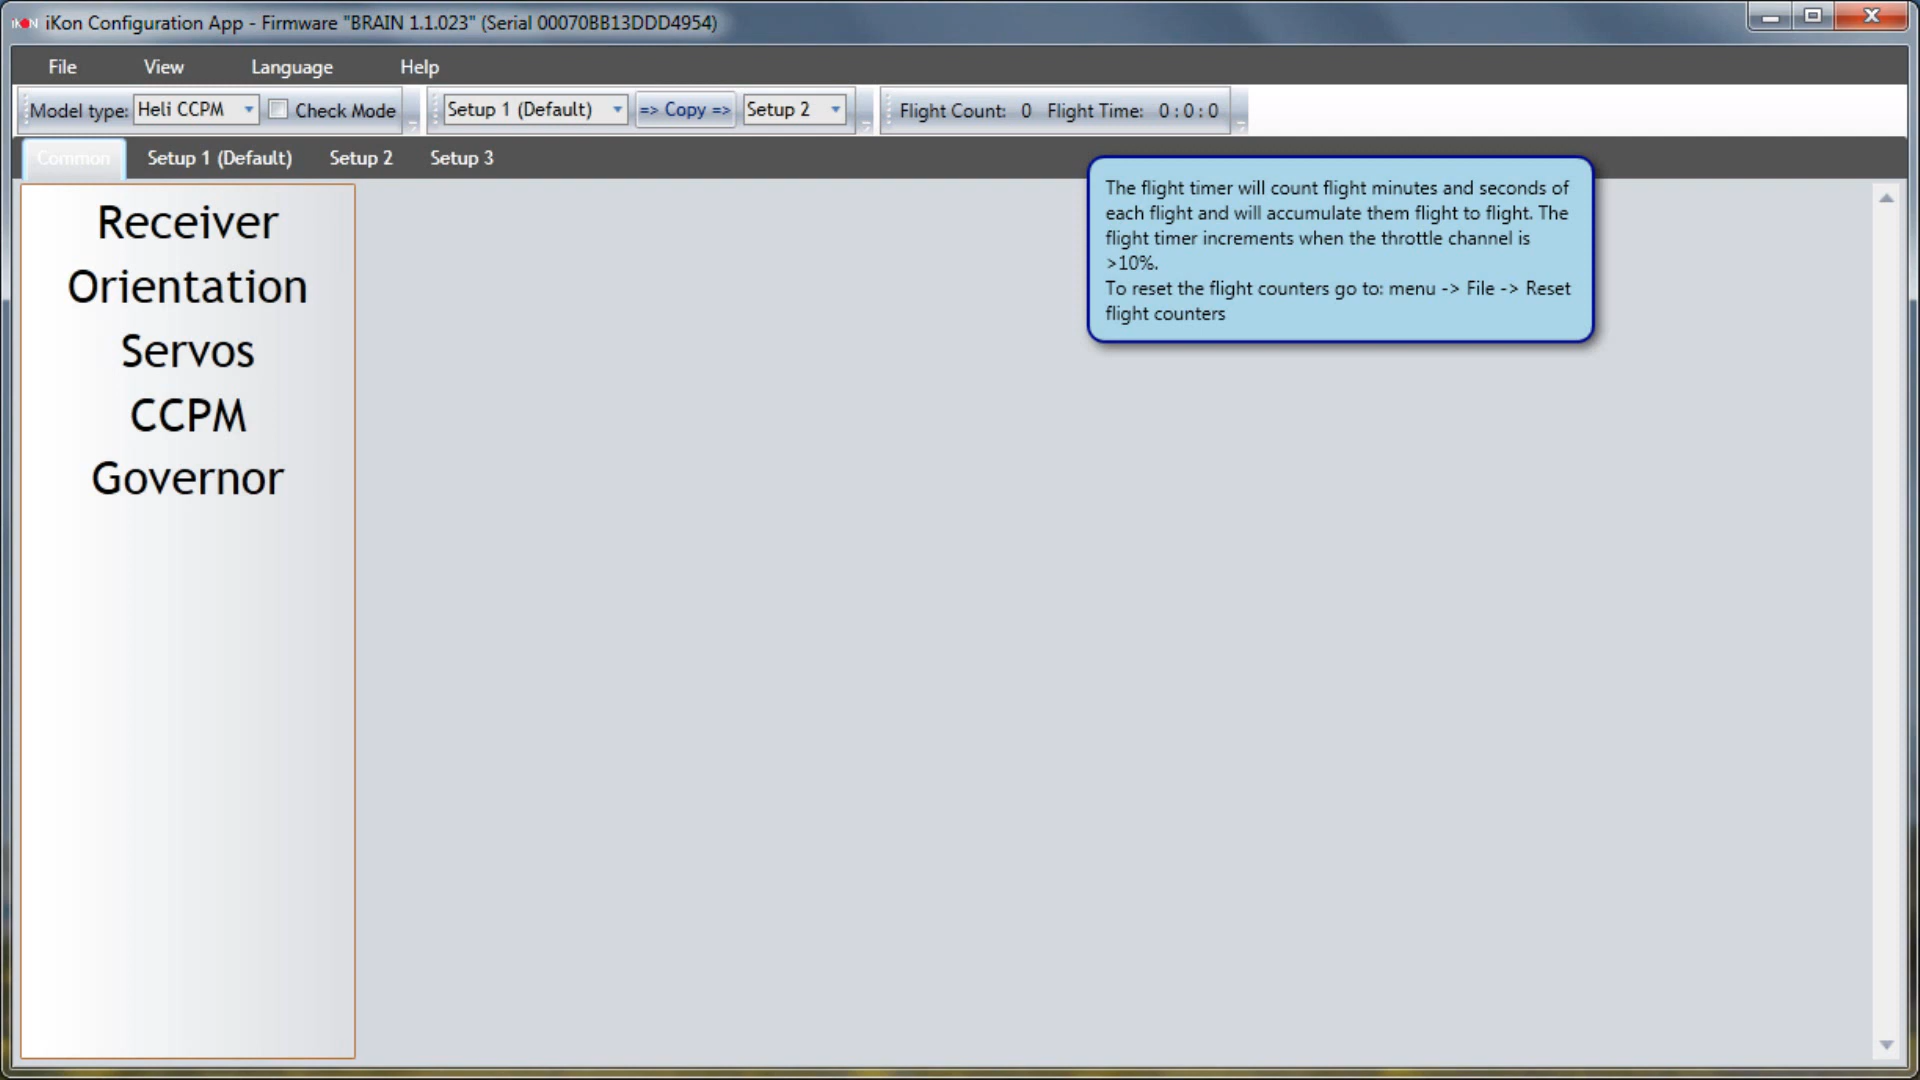 iKON iKon Configuration App - Firmware "BRAIN 1.1.023" (Serial 00070BB13DDD4954)
File View Language Help
Model type: Heli CCPM Check Mode Setup 1 (Default) => Copy => Setup 2 Flight Count: 0 Flight Time: 0 : 0 : 0
Common Setup 1 (Default) Setup 2 Setup 3
Receiver
Orientation
Servos
CCPM
Governor
The flight timer will count flight minutes and seconds of
each flight and will accumulate them flight to flight. The
flight timer increments when the throttle channel is
>10%.
To reset the flight counters go to: menu -> File -> Reset
flight counters